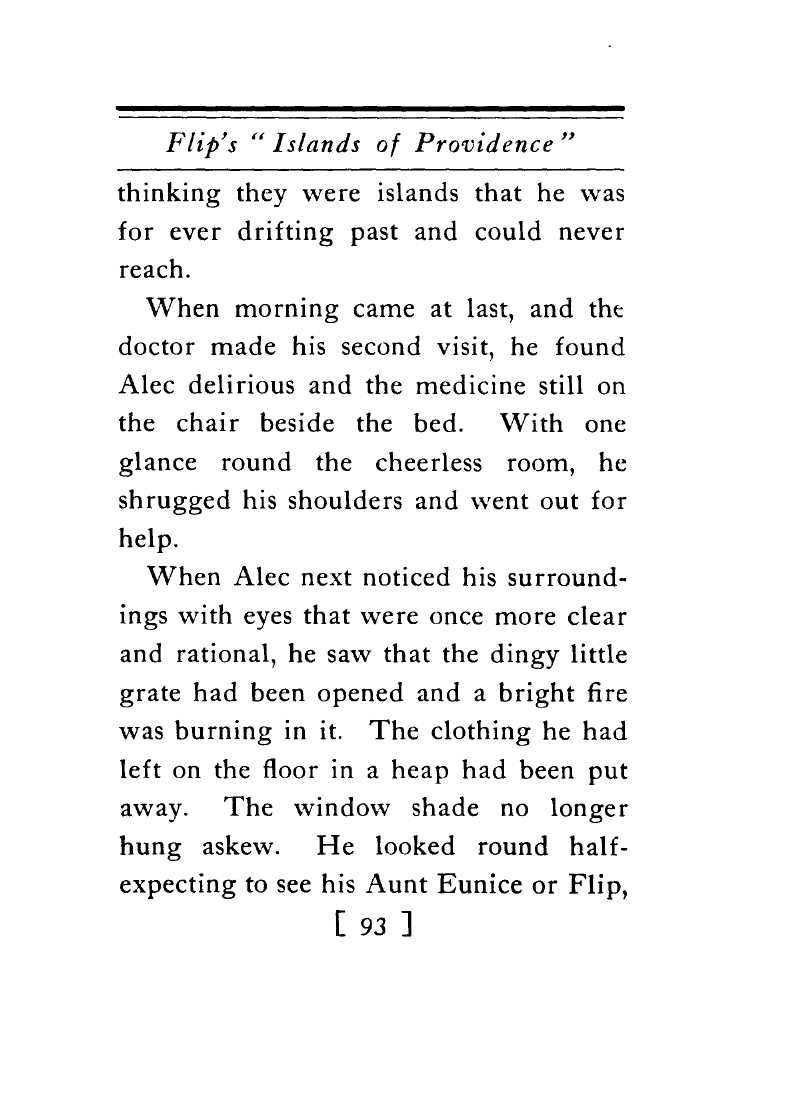 Flip's "Islands of Providence"
thinking they were islands that he was
for ever drifting past and could never
reach.
When morning came at last, and the
doctor made his second visit, he found
Alec delirious and the medicine still on
the chair beside the bed. With one
glance round the cheerless room, he
shrugged his shoulders and went out for
help.
When Alec next noticed his surround-
ings with eyes that were once more clear
and rational, he saw that the dingy little
grate had been opened and a bright fire
was burning in it. The clothing he had
left on the floor in a heap had been put
away. The window shade no longer
hung askew. He looked round half-
expecting to see his Aunt Eunice or Flip,
[ 93 ]